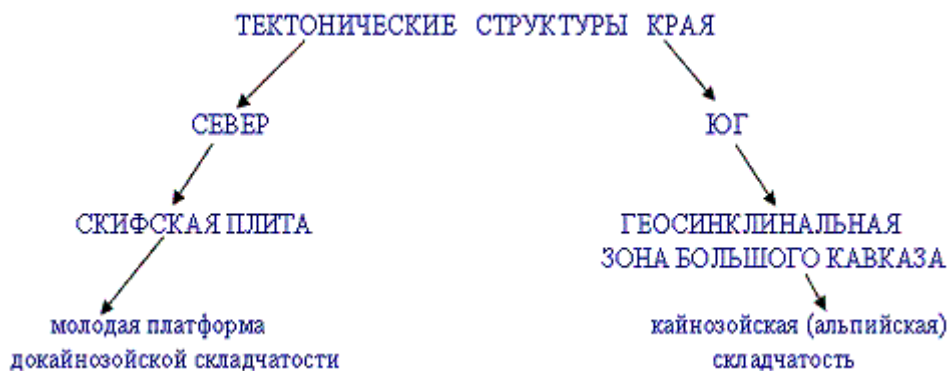 ТЕКТОНИЧЕСКИЕ СТРУКТУРЫ КРАЯ
СЕВЕР
ЮГ
СКИФСКАЯ ПЛИТА
ГЕОСИНКЛИНАЛЬНАЯ
ЗОНА БОЛЬШОГО КАВКАЗА
молодая платформа
докайнозойской складчатости
кайнозойская (альпийская)
складчатость